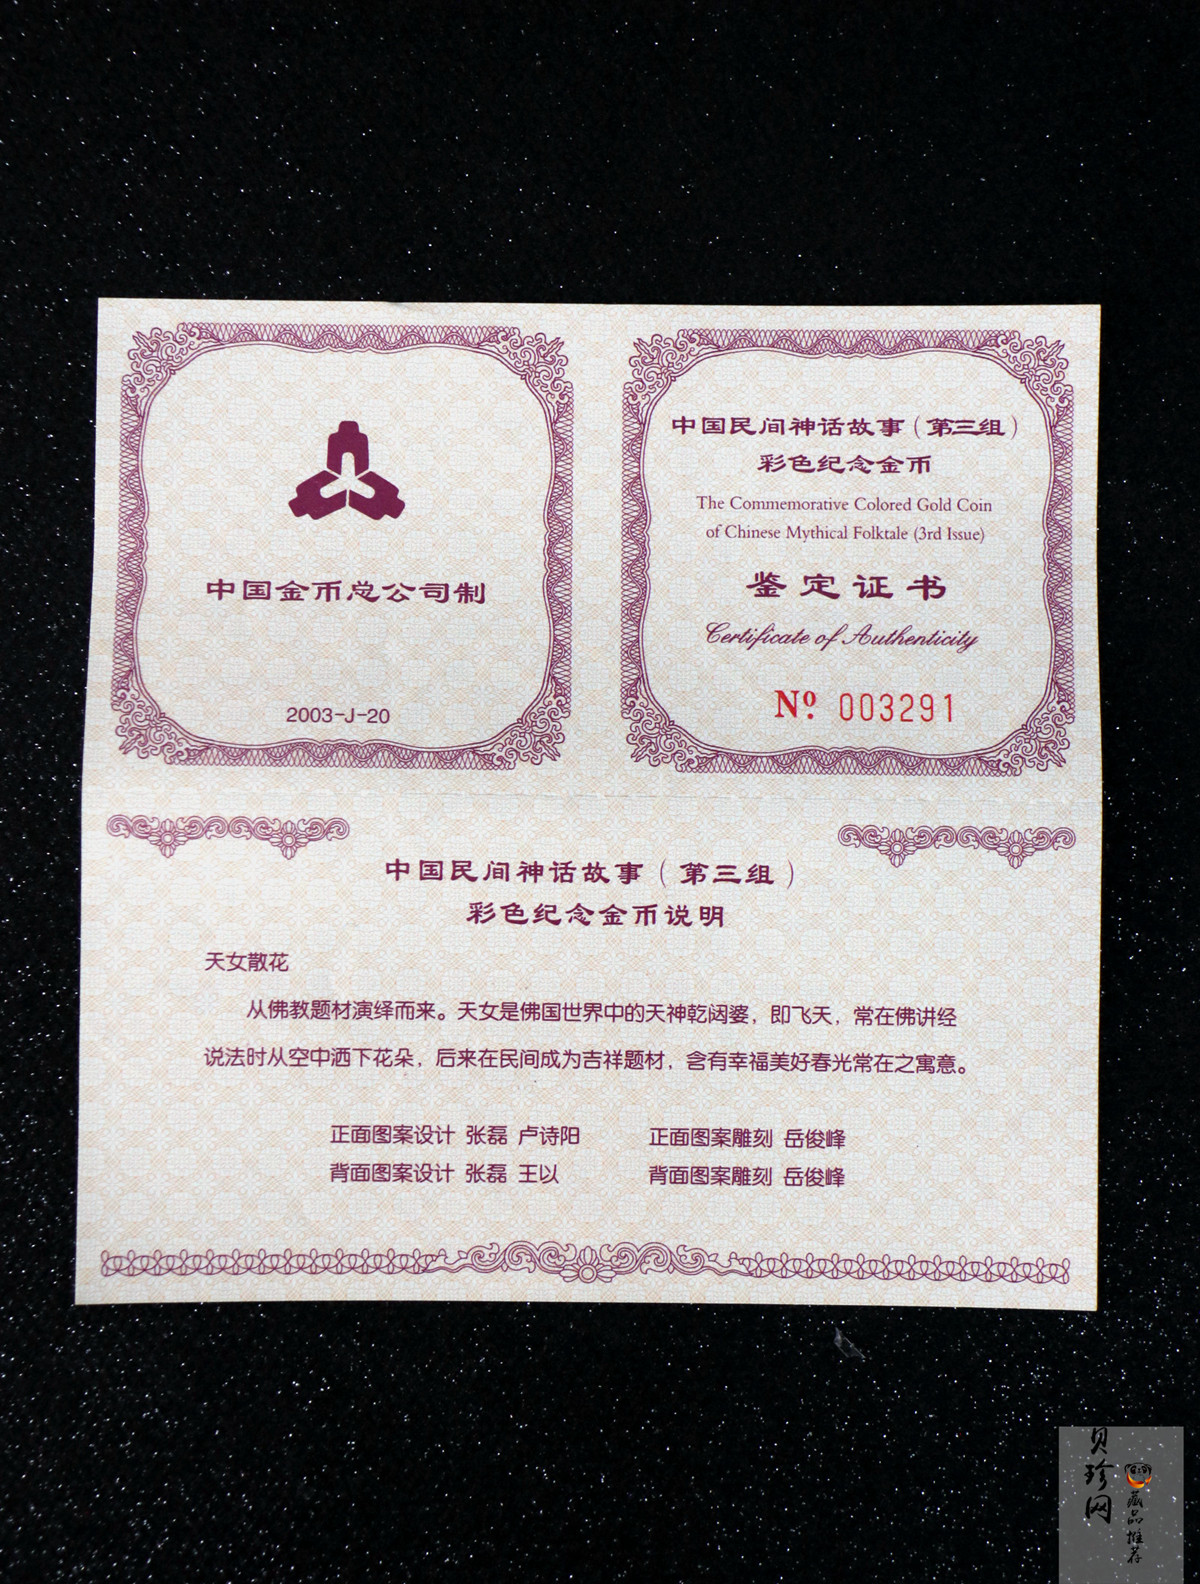 中国金币总公司制
2003-J-20
中国民间神话故事（第三组）
彩色纪念金币
The Commemorative Colored Gold Coin
of Chinese Mythical Folktale (3rd Issue)
鉴定证书
Certificate of Authenticity
Nº 003291
中国民间神话故事（第三组）
彩色纪念金币说明
天女散花
从佛教题材演绎而来。天女是佛国世界中的天神乾闼婆，即飞天，常在佛讲经
说法时从空中洒下花朵，后来在民间成为吉祥题材，含有幸福美好春光常在之寓意。
正面图案设计 张磊 卢诗阳 正面图案雕刻 岳俊峰
背面图案设计 张磊 王以 背面图案雕刻 岳俊峰
贝珍网
藏品推荐